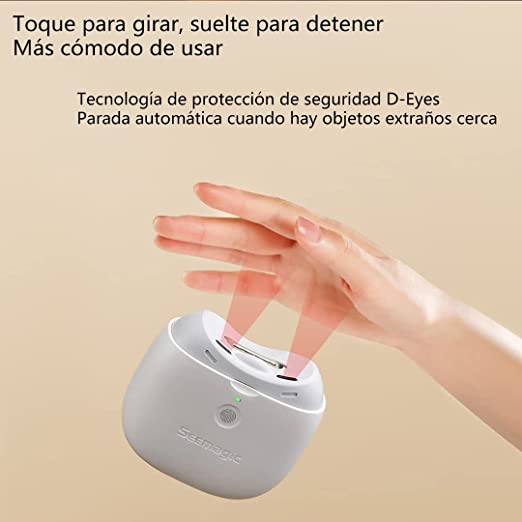 Toque para girar, suelte para detener
Más cómodo de usar
Tecnología de protección de seguridad D-Eyes
Parada automática cuando hay objetos extraños cerca
Seemagic